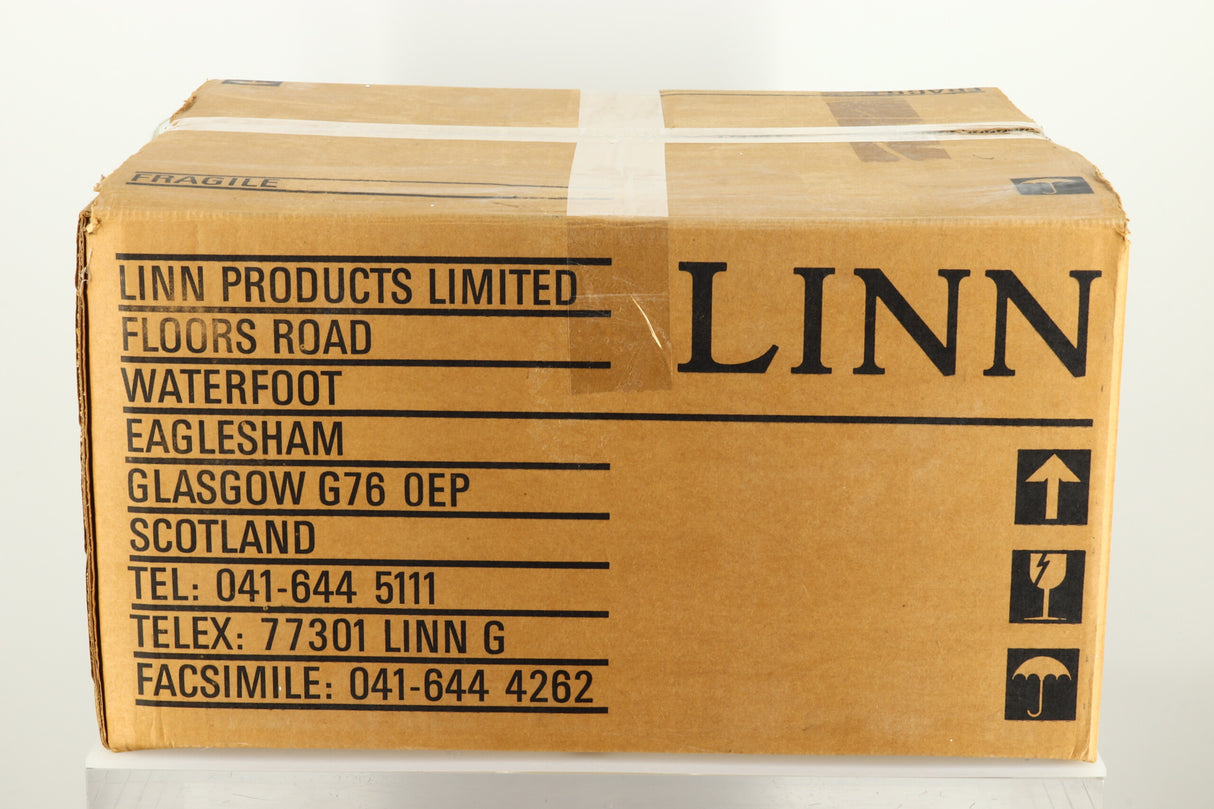 FRAGILE
FRAGILE
LINN PRODUCTS LIMITED
FLOORS ROAD
WATERFOOT
EAGLESHAM
GLASGOW G76 0EP
SCOTLAND
TEL: 041-644 5111
TELEX: 77301 LINN G
FACSIMILE: 041-644 4262
LINN